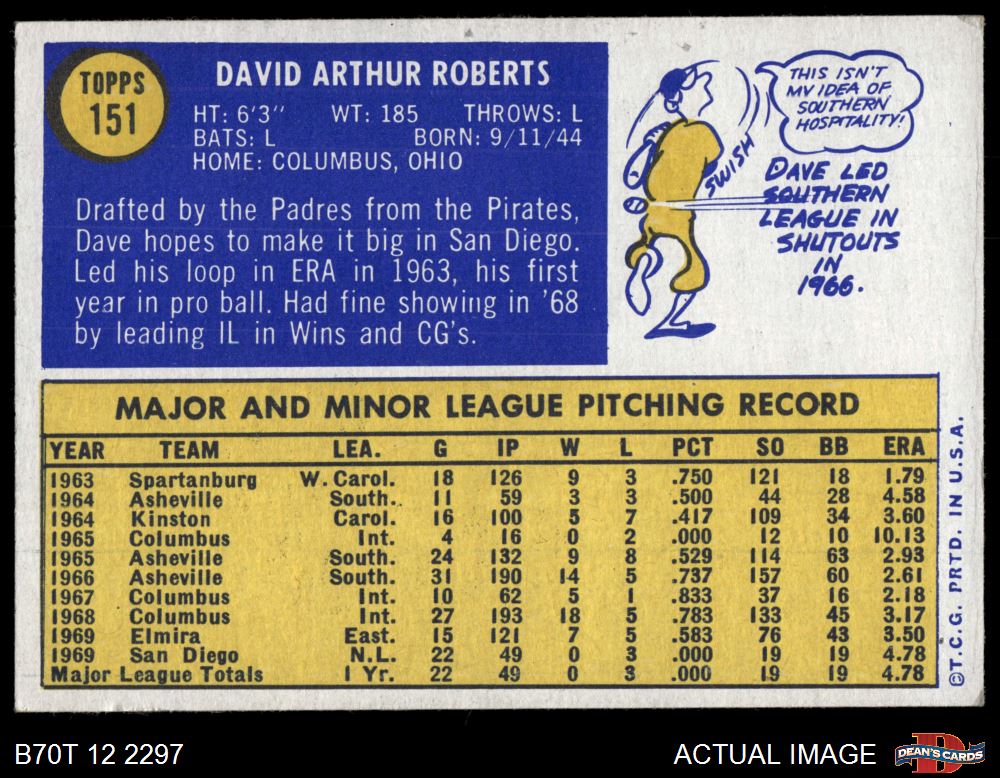 TOPPS
151
DAVID ARTHUR ROBERTS
HT: 6'3" WT: 185 THROWS: L
BATS: L BORN: 9/11/44
HOME: COLUMBUS, OHIO
Drafted by the Padres from the Pirates,
Dave hopes to make it big in San Diego.
Led his loop in ERA in 1963, his first
year in pro ball. Had fine showing in '68
by leading IL in Wins and CG's.
THIS ISN'T
MY IDEA OF
SOUTHERN
HOSPITALITY!
SWISH
DAVE LED
SOUTHERN
LEAGUE IN
SHUTOUTS
IN
1966.
MAJOR AND MINOR LEAGUE PITCHING RECORD
YEAR TEAM LEA. G IP W L PCT SO BB ERA
1963 Spartanburg W. Carol. 18 126 9 3 .750 121 18 1.79
1964 Asheville South. 11 59 3 3 .500 44 28 4.58
1964 Kinston Carol. 16 100 5 7 .417 109 34 3.60
1965 Columbus Int. 4 16 0 2 .000 12 10 10.13
1965 Asheville South. 24 132 9 8 .529 114 63 2.93
1966 Asheville South. 31 190 14 5 .737 157 60 2.61
1967 Columbus Int. 10 62 5 1 .833 37 16 2.18
1968 Columbus Int. 27 193 18 5 .783 133 45 3.17
1969 Elmira East. 15 121 7 5 .583 76 43 3.50
1969 San Diego N.L. 22 49 0 3 .000 19 19 4.78
Major League Totals 1 Yr. 22 49 0 3 .000 19 19 4.78
©T.C.G. PRTD. IN U.S.A.
B70T 12 2297
ACTUAL IMAGE
DEAN'S CARDS